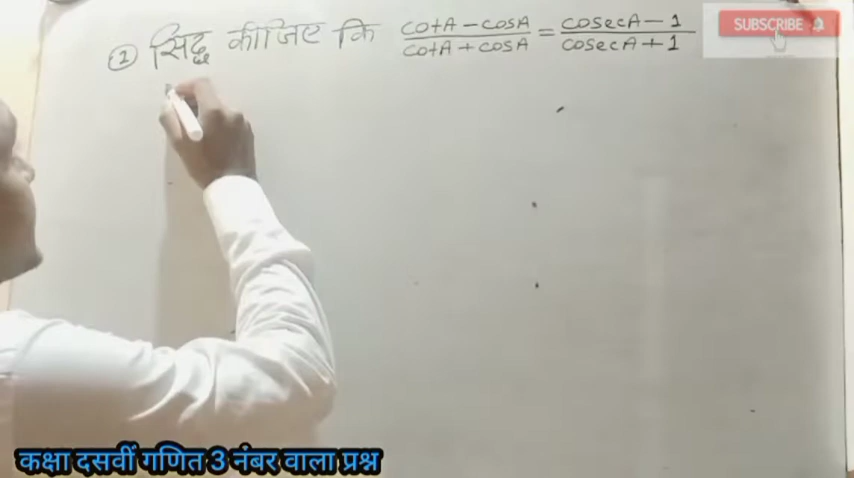 ① सिद्ध कीजिए कि cotA - cosA / cotA + cosA = cosecA - 1 / cosecA + 1
SUBSCRIBE
कक्षा दसवीं गणित 3 नंबर वाला प्रश्न